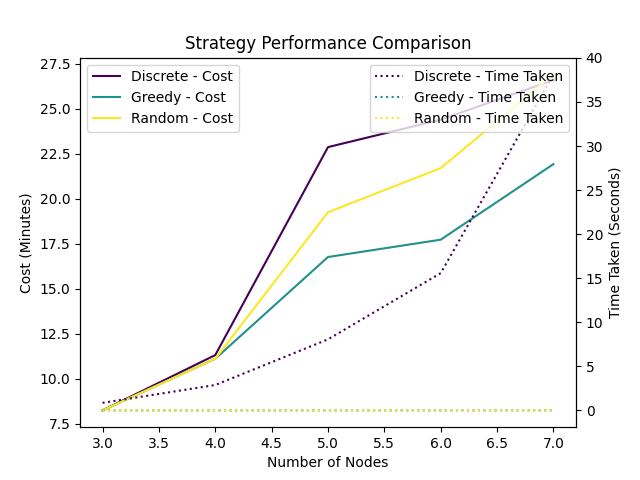 Strategy Performance Comparison
Discrete - Cost
Greedy - Cost
Random - Cost
Discrete - Time Taken
Greedy - Time Taken
Random - Time Taken
Cost (Minutes)
27.5
25.0
22.5
20.0
17.5
15.0
12.5
10.0
7.5
40
35
30
25
20
15
10
5
0
Time Taken (Seconds)
3.0 3.5 4.0 4.5 5.0 5.5 6.0 6.5 7.0
Number of Nodes